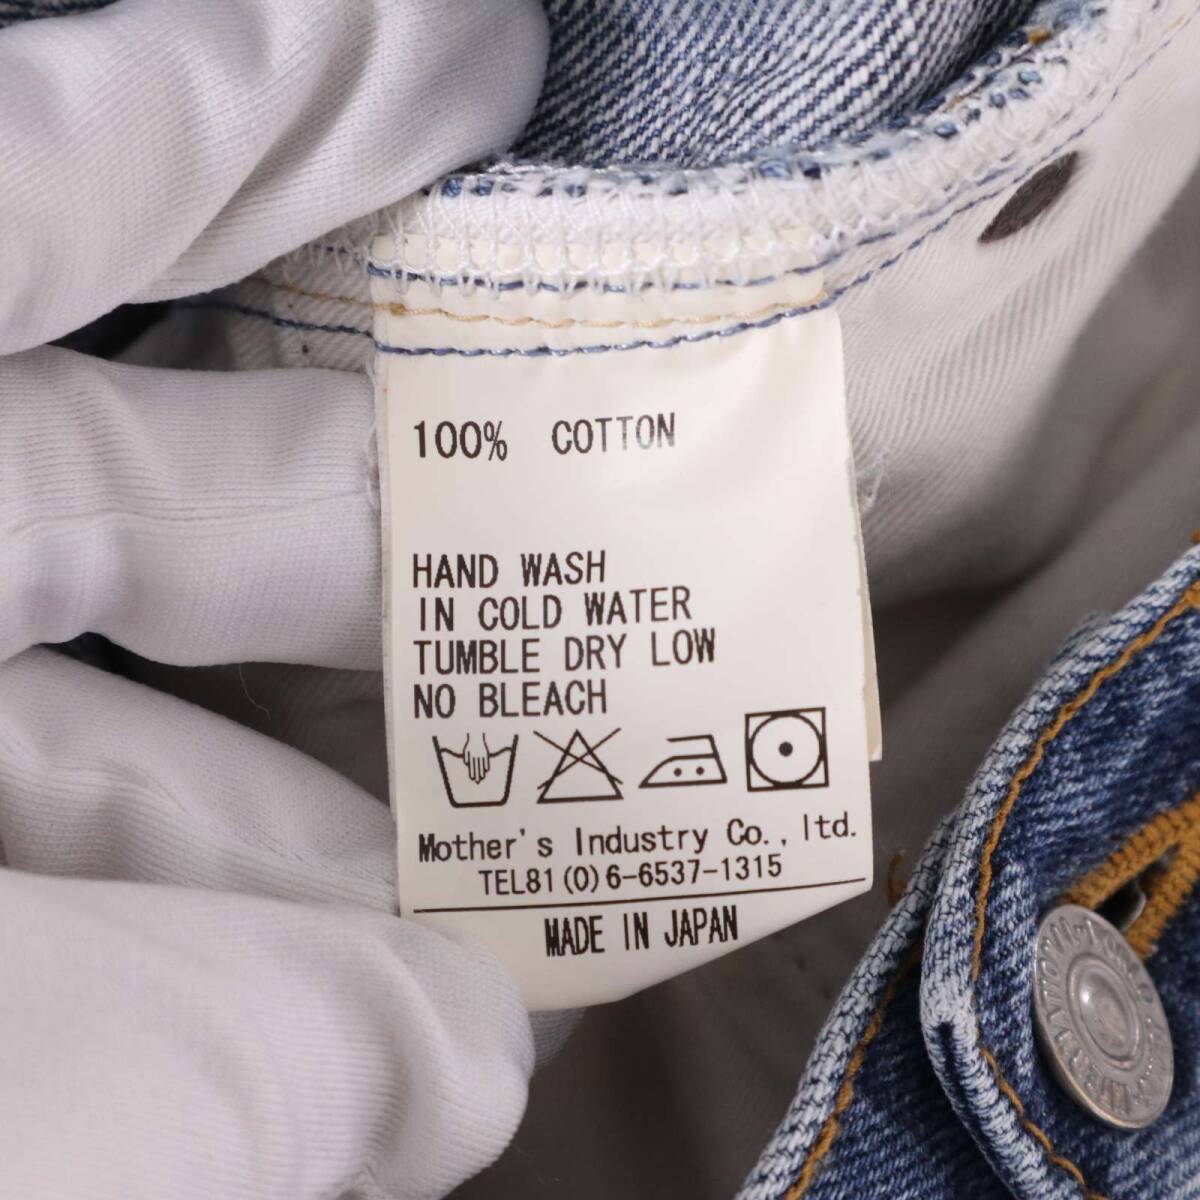 100% COTTON
HAND WASH
IN COLD WATER
TUMBLE DRY LOW
NO BLEACH
Mother's Industry Co., ltd.
TEL81(0)6-6537-1315
MADE IN JAPAN